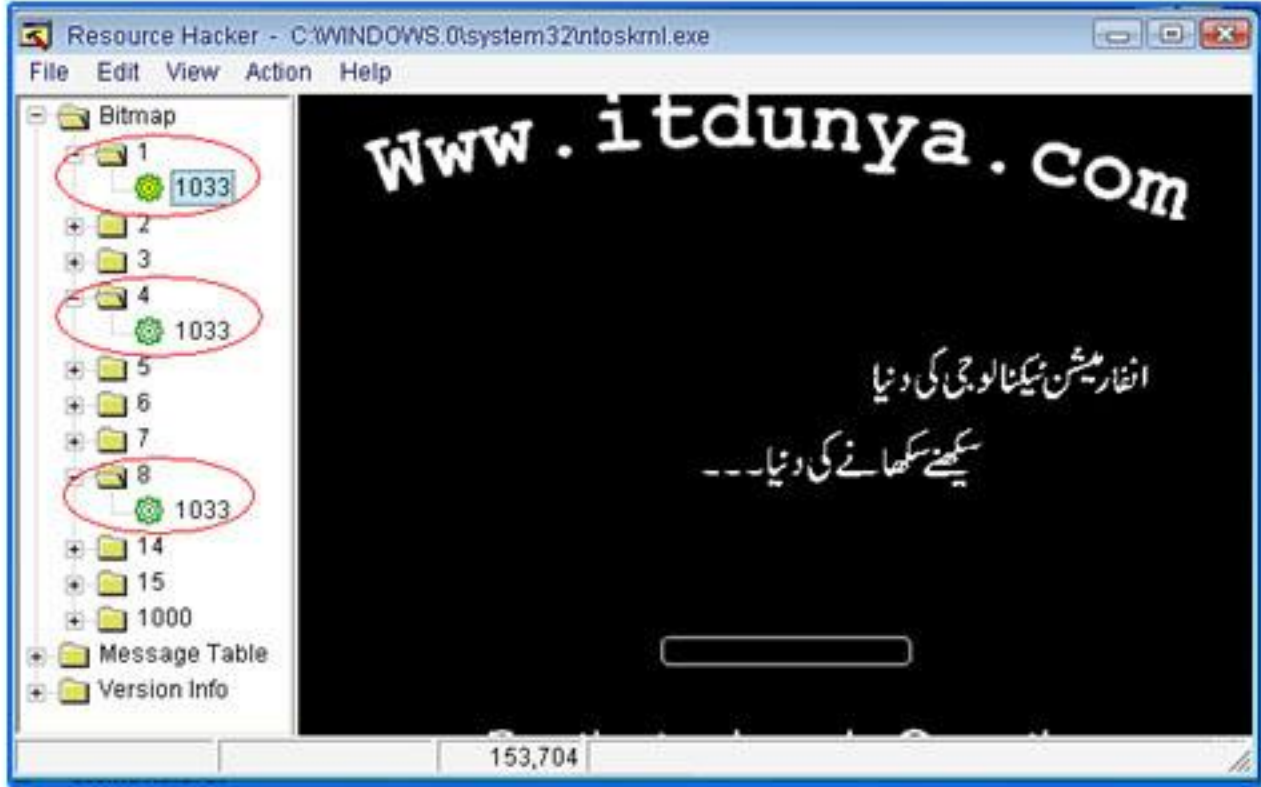 Resource Hacker - C:\WINDOWS.0\system32\ntoskrnl.exe
File Edit View Action Help
Bitmap
1
1033
2
3
4
1033
5
6
7
8
1033
14
15
1000
Message Table
Version Info
Www.itdunya.com
انفارمیشن ٹیکنالوجی کی دنیا
سیکھنے سکھانے کی دنیا۔۔۔
153,704